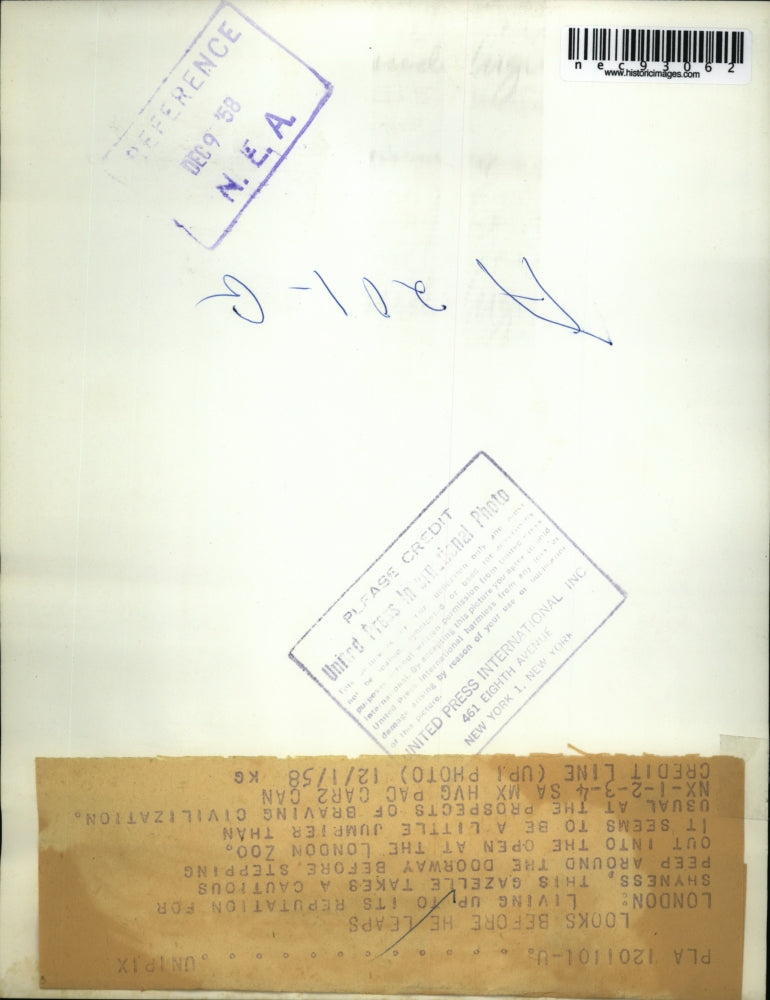 nec93062
www.historicimages.com
REFERENCE
DEC 9 '58
N. E. A.
H 201-G
PLEASE CREDIT
United Press International Photo
UNITED PRESS INTERNATIONAL INC
461 EIGHTH AVENUE
NEW YORK 1, NEW YORK
PLA 1201101-U. . . . . . . . . . . . . UNIPIX
LOOKS BEFORE HE LEAPS
LONDON: LIVING UP TO ITS REPUTATION FOR
SHYNESS, THIS GAZELLE TAKES A CAUTIOUS
PEEP AROUND THE DOORWAY BEFORE STEPPING
OUT INTO THE OPEN AT THE LONDON ZOO.
IT SEEMS TO BE A LITTLE JUMPIER THAN
USUAL AT THE PROSPECTS OF BRAVING CIVILIZATION.
NX-1-2-3-4 SA MX HVG PAC CAR2 CAN
CREDIT LINE (UPI PHOTO) 12/1/58 KG